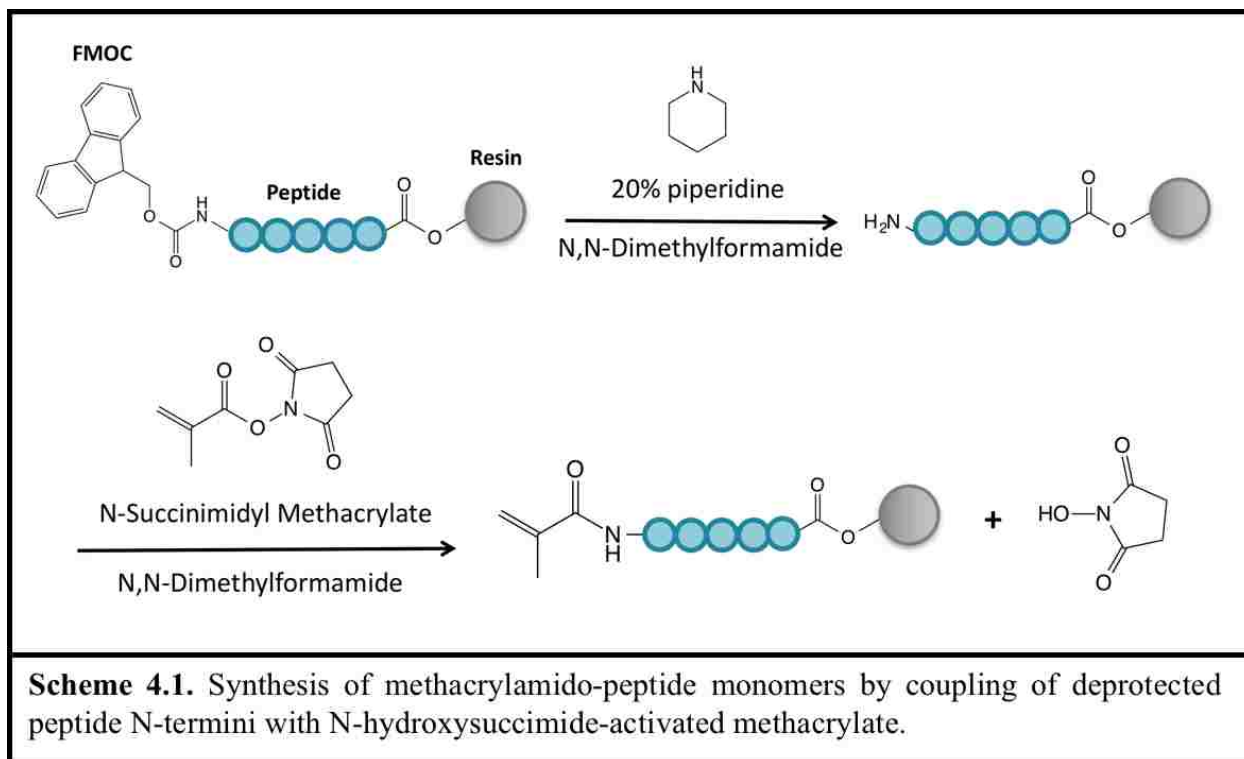 FMOC
H
N
Resin
Peptide
O
20% piperidine
O
H
N
O
O
O
N,N-Dimethylformamide
H₂N
O
O
O
O
N
O
O
O
O
O
N-Succinimidyl Methacrylate
N
H
O
+
HO
N
O
N,N-Dimethylformamide
Scheme 4.1. Synthesis of methacrylamido-peptide monomers by coupling of deprotected
peptide N-termini with N-hydroxysuccimide-activated methacrylate.